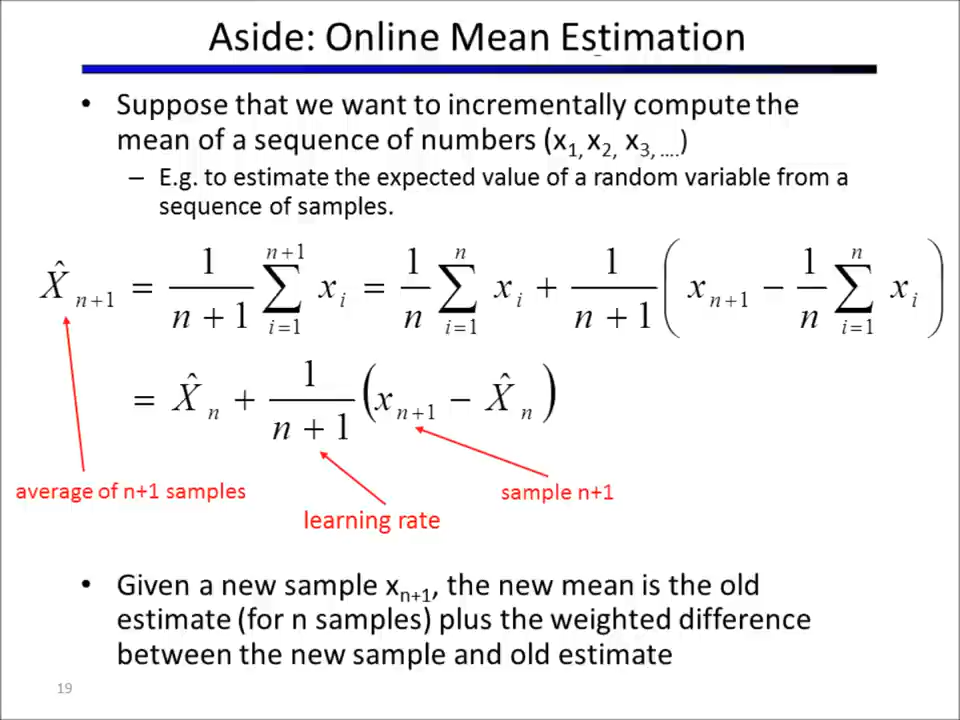 Aside: Online Mean Estimation
• Suppose that we want to incrementally compute the
mean of a sequence of numbers (x₁, x₂, x₃, ....)
– E.g. to estimate the expected value of a random variable from a
sequence of samples.
X̂ₙ₊₁ = 1/(n+1) ∑_{i=1}^{n+1} xᵢ = 1/n ∑_{i=1}^{n} xᵢ + 1/(n+1) ( xₙ₊₁ − 1/n ∑_{i=1}^{n} xᵢ )
= X̂ₙ + 1/(n+1) ( xₙ₊₁ − X̂ₙ )
average of n+1 samples
sample n+1
learning rate
• Given a new sample xₙ₊₁, the new mean is the old
estimate (for n samples) plus the weighted difference
between the new sample and old estimate
19